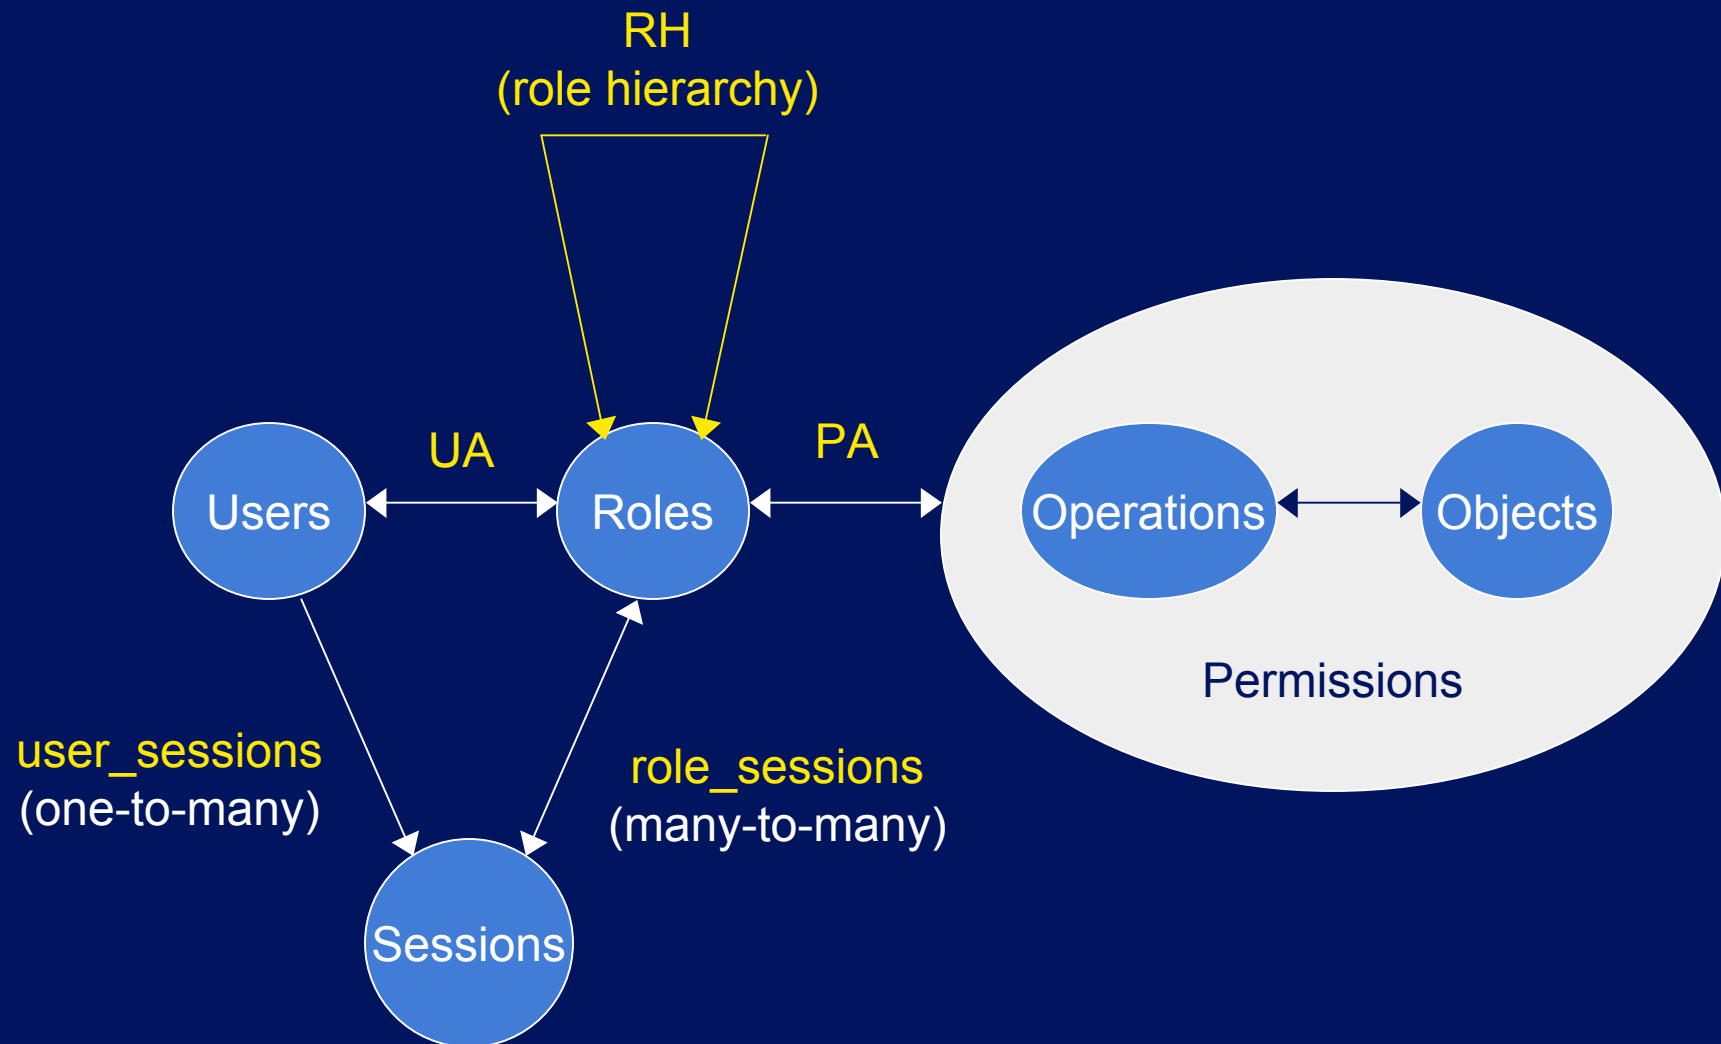 RH
(role hierarchy)
UA
PA
Users
Roles
Operations
Objects
Permissions
user_sessions
(one-to-many)
role_sessions
(many-to-many)
Sessions